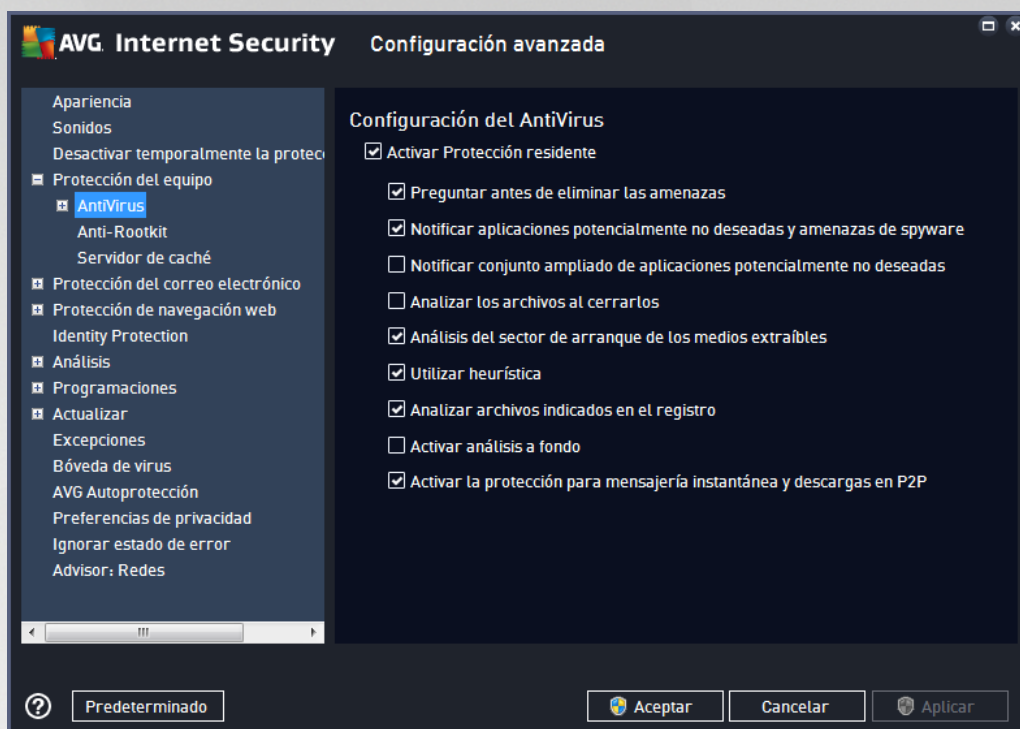 AVG. Internet Security
Configuración avanzada
Apariencia
Sonidos
Desactivar temporalmente la protec
Protección del equipo
AntiVirus
Anti-Rootkit
Servidor de caché
Protección del correo electrónico
Protección de navegación web
Identity Protection
Análisis
Programaciones
Actualizar
Excepciones
Bóveda de virus
AVG Autoprotección
Preferencias de privacidad
Ignorar estado de error
Advisor: Redes
Configuración del AntiVirus
Activar Protección residente
Preguntar antes de eliminar las amenazas
Notificar aplicaciones potencialmente no deseadas y amenazas de spyware
Notificar conjunto ampliado de aplicaciones potencialmente no deseadas
Analizar los archivos al cerrarlos
Análisis del sector de arranque de los medios extraíbles
Utilizar heurística
Analizar archivos indicados en el registro
Activar análisis a fondo
Activar la protección para mensajería instantánea y descargas en P2P
Predeterminado
Aceptar
Cancelar
Aplicar